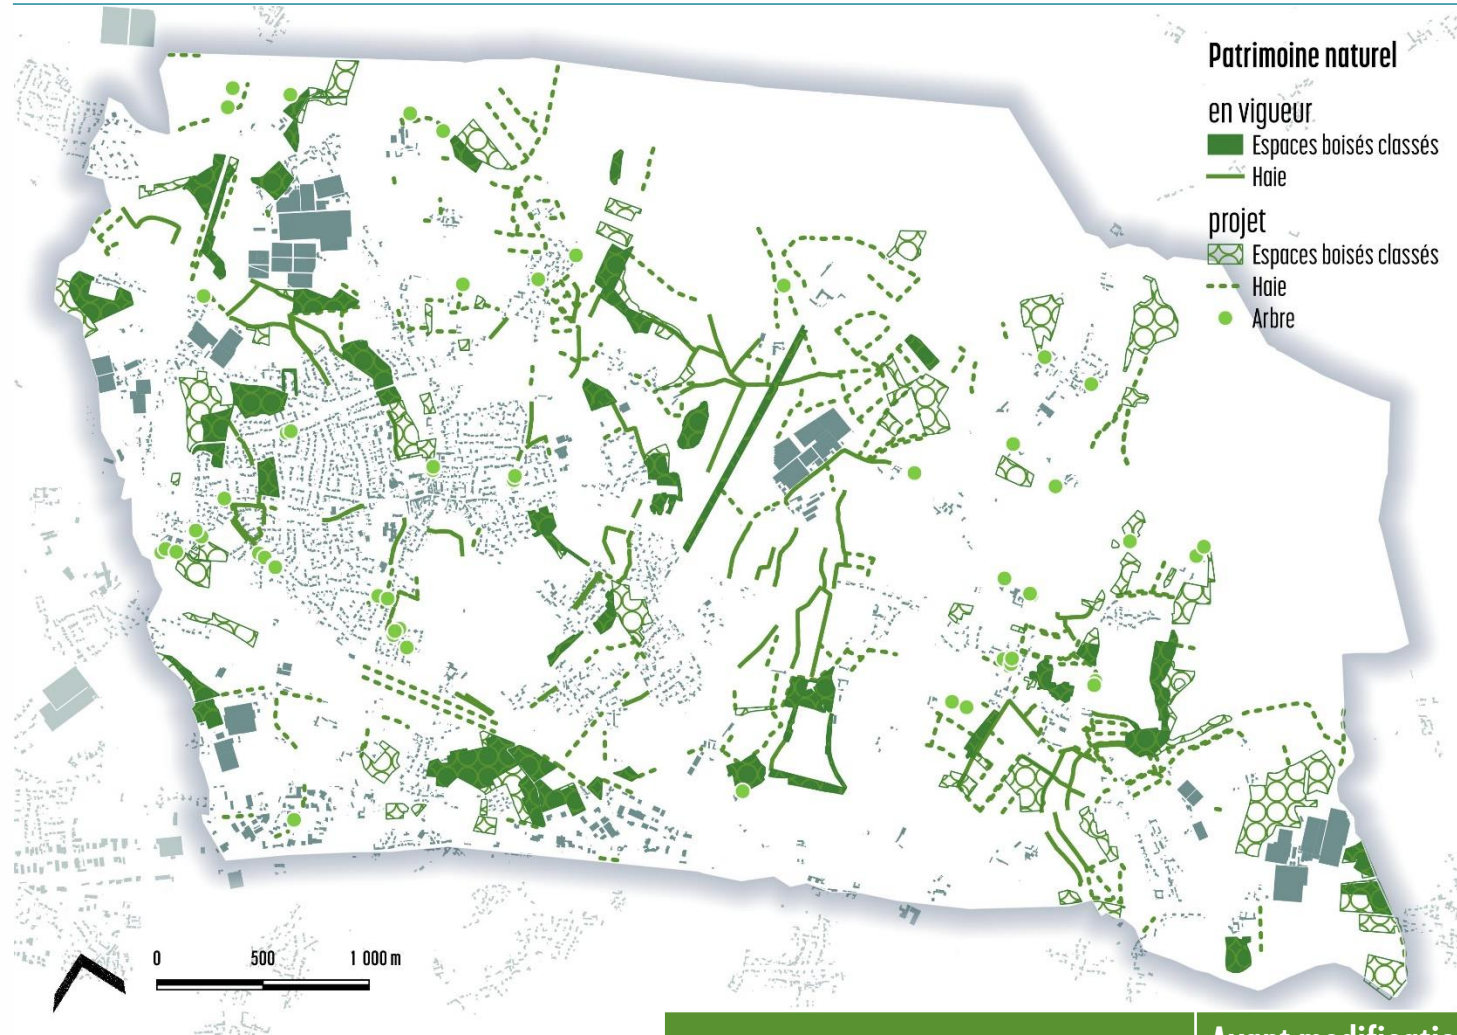 Patrimoine naturel
en vigueur
Espaces boisés classés
Haie
projet
Espaces boisés classés
Haie
Arbre
0 500 1 000 m